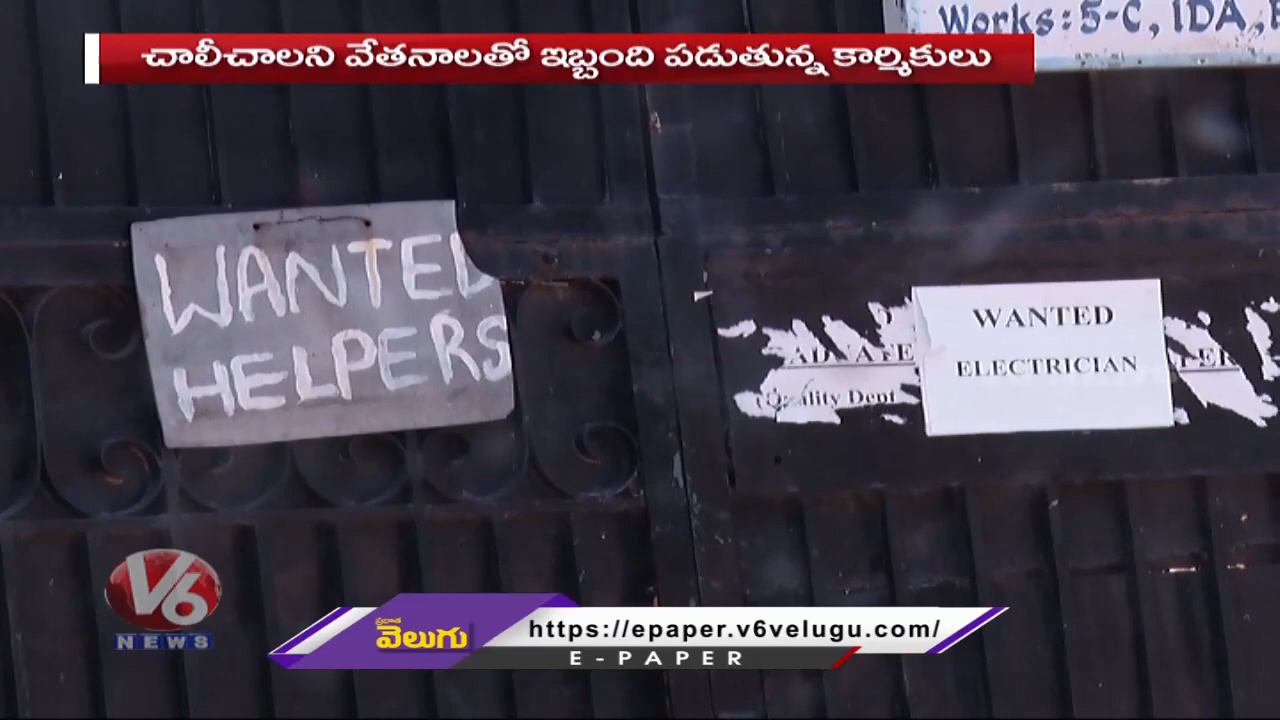 Works: 5-C, IDA,
చాలీచాలని వేతనాలతో ఇబ్బంది పడుతున్న కార్మికులు
WANTED
HELPERS
WANTED
ELECTRICIAN
Dept
V6
NEWS
ప్రభాత
వెలుగు
https://epaper.v6velugu.com/
E-PAPER